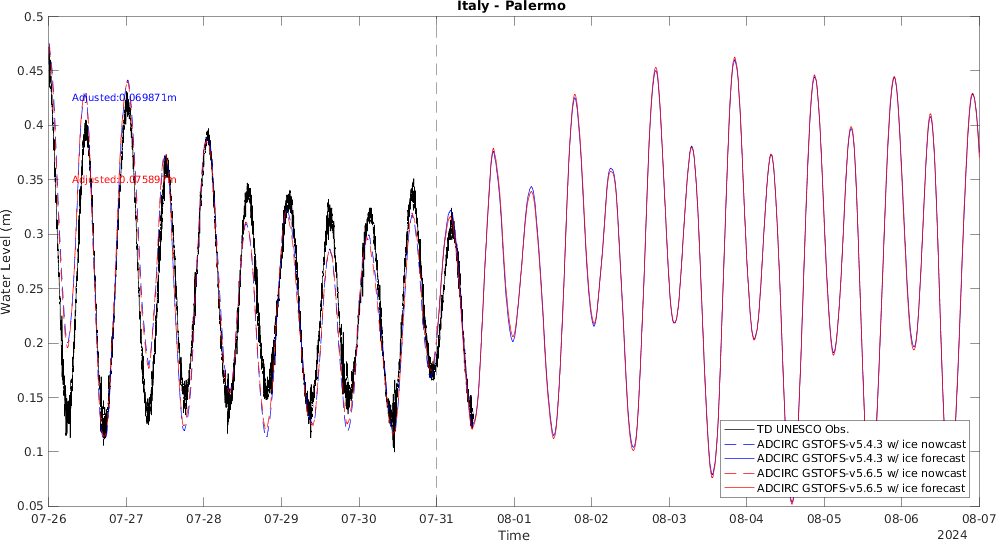 Italy - Palermo
0.5
0.45
0.4
0.35
0.3
0.25
0.2
0.15
0.1
0.05
Water Level (m)
Adjusted:0.069871m
TD UNESCO Obs.
ADCIRC GSTOFS-v5.4.3 w/ ice nowcast
ADCIRC GSTOFS-v5.4.3 w/ ice forecast
ADCIRC GSTOFS-v5.6.5 w/ ice nowcast
ADCIRC GSTOFS-v5.6.5 w/ ice forecast
07-26
07-27
07-28
07-29
07-30
07-31
08-01
08-02
08-03
08-04
08-05
08-06
08-07
Time
2024